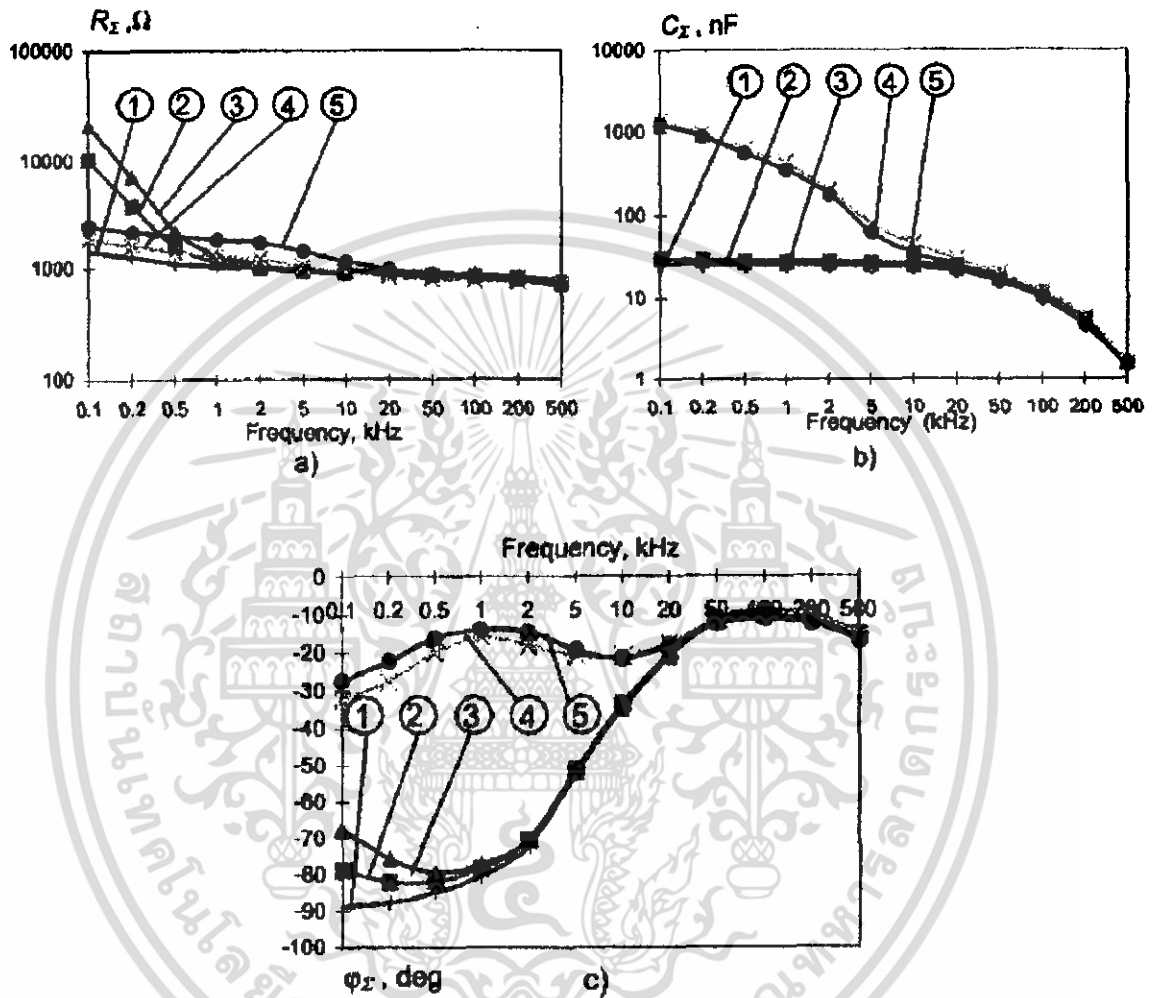 R_Σ, Ω
100000
10000
1000
100
① ② ③ ④ ⑤
0.1 0.2 0.5 1 2 5 10 20 50 100 200 500
Frequency, kHz
a)
C_Σ, nF
10000
1000
100
10
1
① ② ③ ④ ⑤
0.1 0.2 0.5 1 2 5 10 20 50 100 200 500
Frequency (kHz)
b)
Frequency, kHz
0.1 0.2 0.5 1 2 5 10 20 50 100 200 500
-0
-10
-20
-30
-40
-50
-60
-70
-80
-90
-100
① ② ③ ④ ⑤
φ_Σ, deg
c)